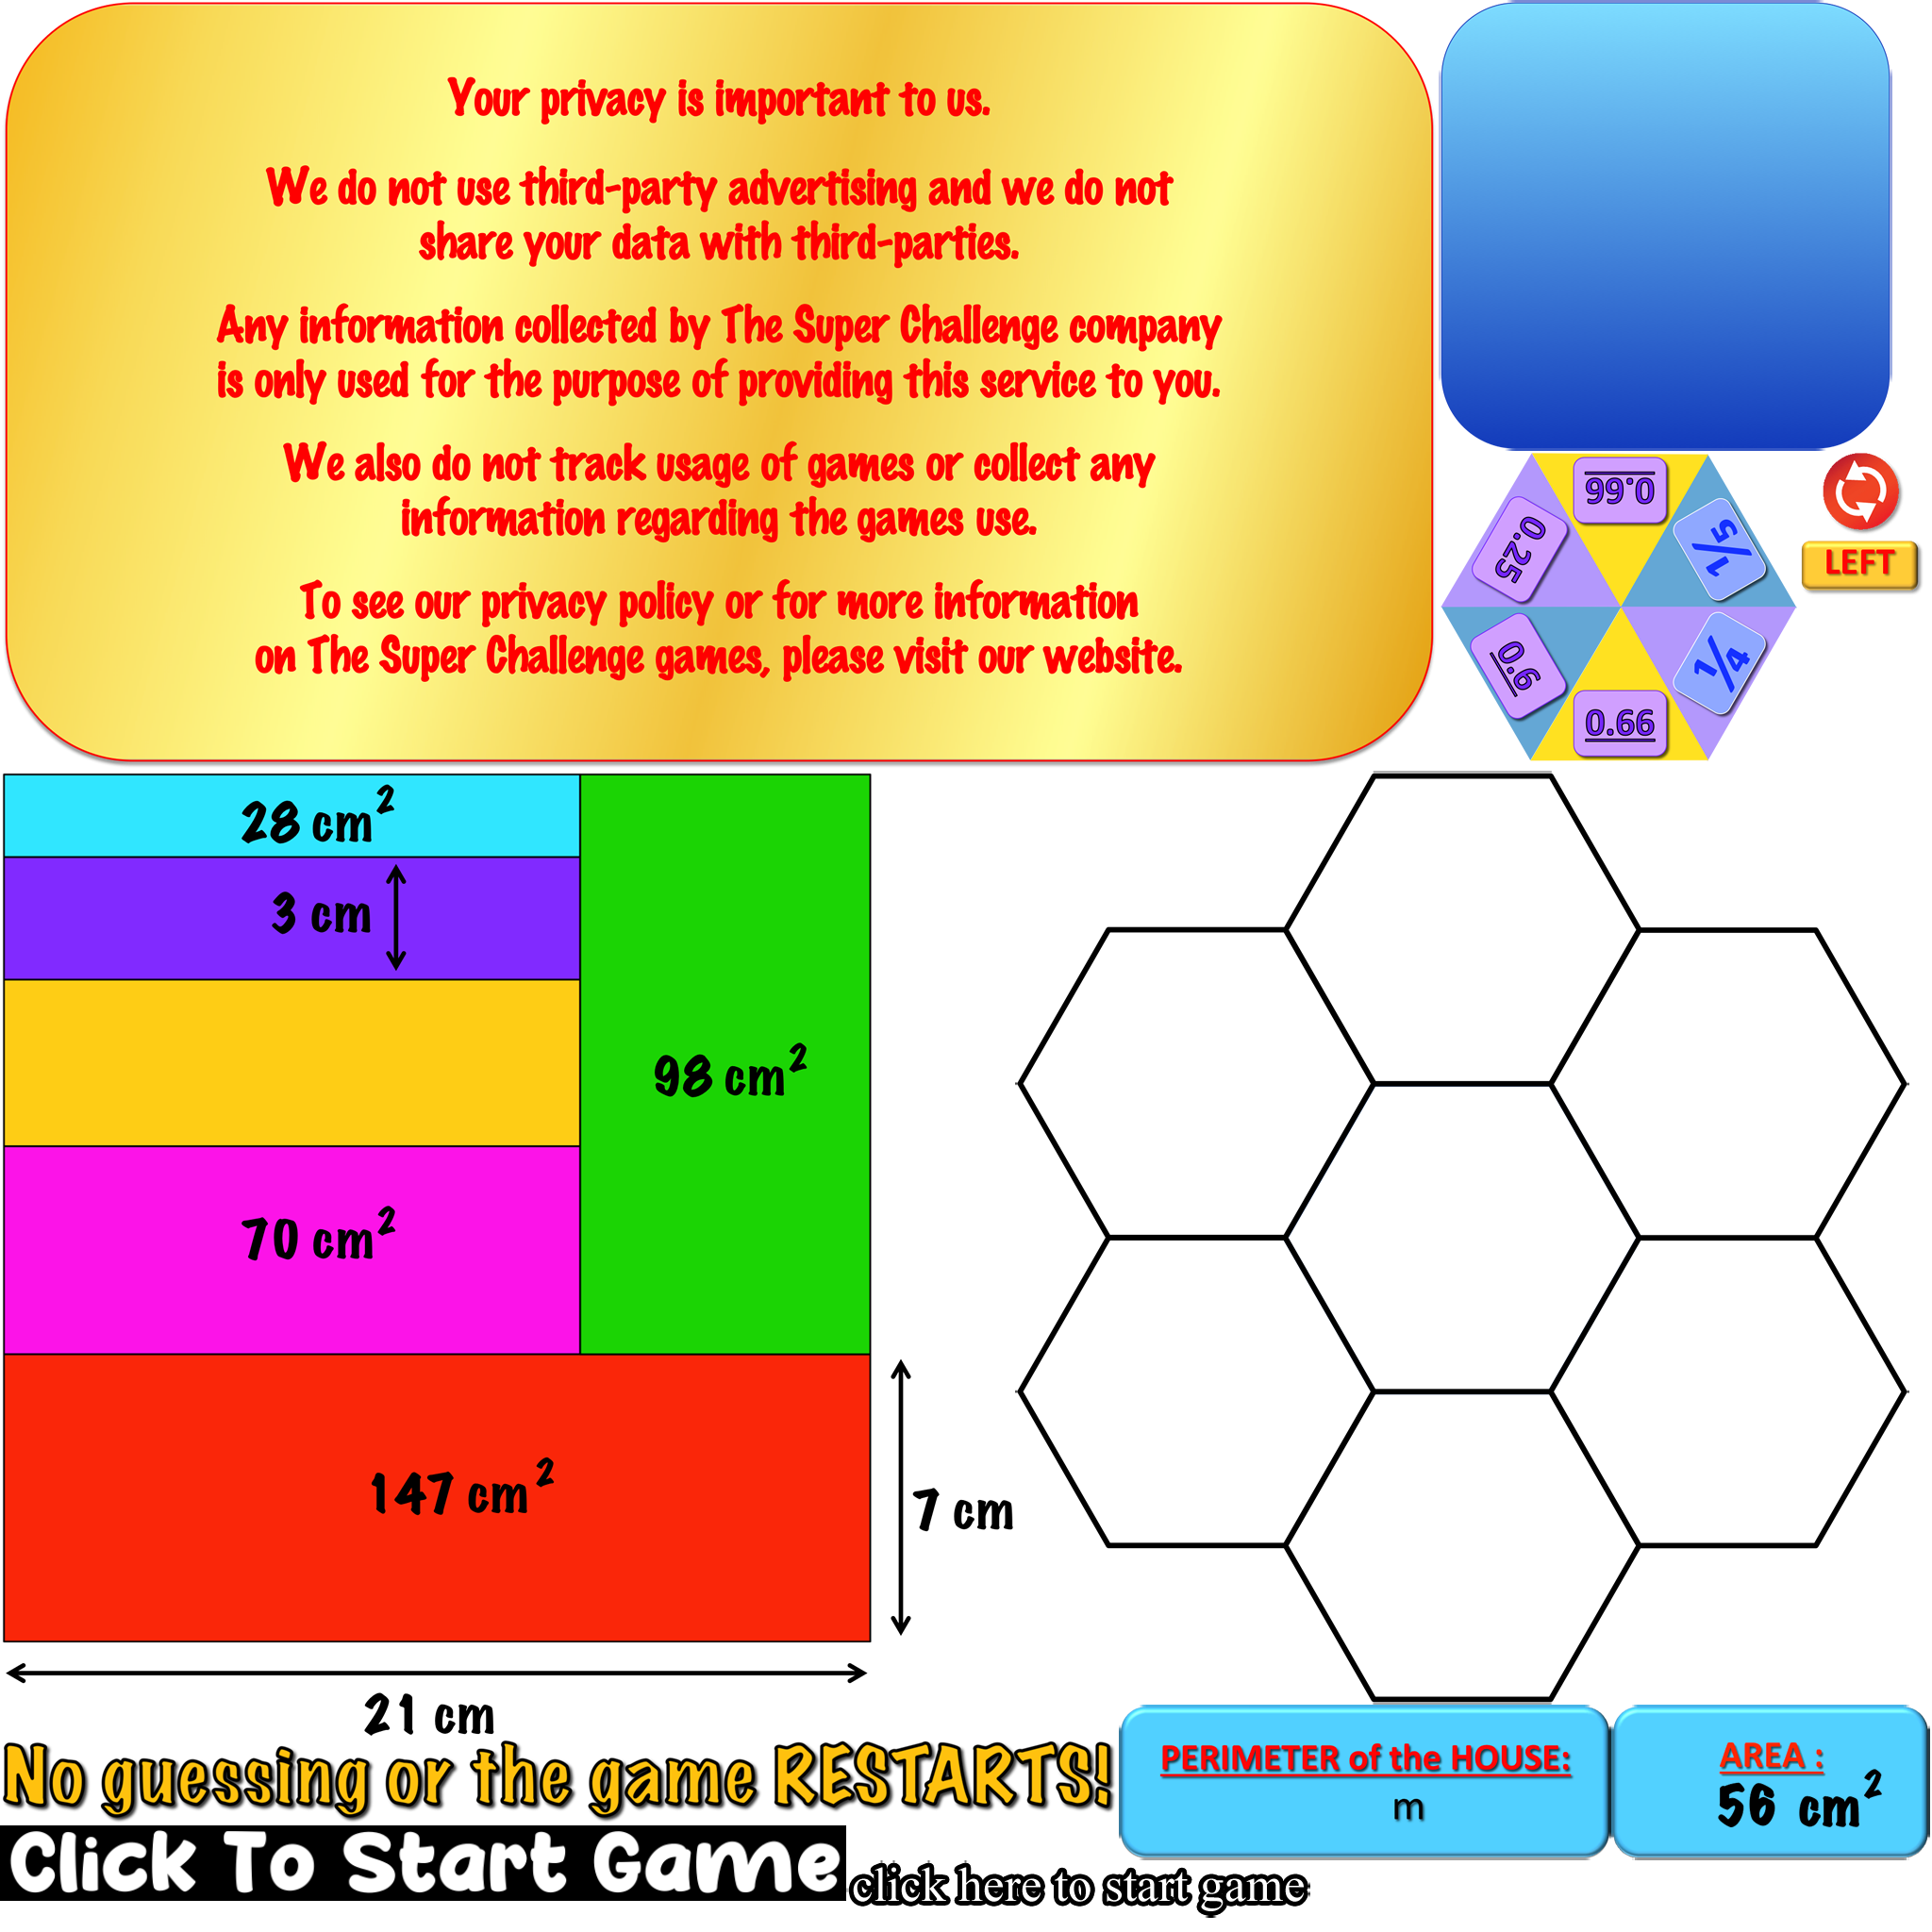 Your privacy is important to us.
We do not use third-party advertising and we do not
share your data with third-parties.
Any information collected by The Super Challenge company
is only used for the purpose of providing this service to you.
We also do not track usage of games or collect any
information regarding the games use.
To see our privacy policy or for more information
on The Super Challenge games, please visit our website.
0.66
0.25
1/5
LEFT
0.6
1/4
0.66
28 cm²
3 cm
98 cm²
70 cm²
147 cm²
7 cm
21 cm
No guessing or the game RESTARTS!
PERIMETER of the HOUSE:
m
AREA :
56 cm²
Click To Start Game
click here to start game